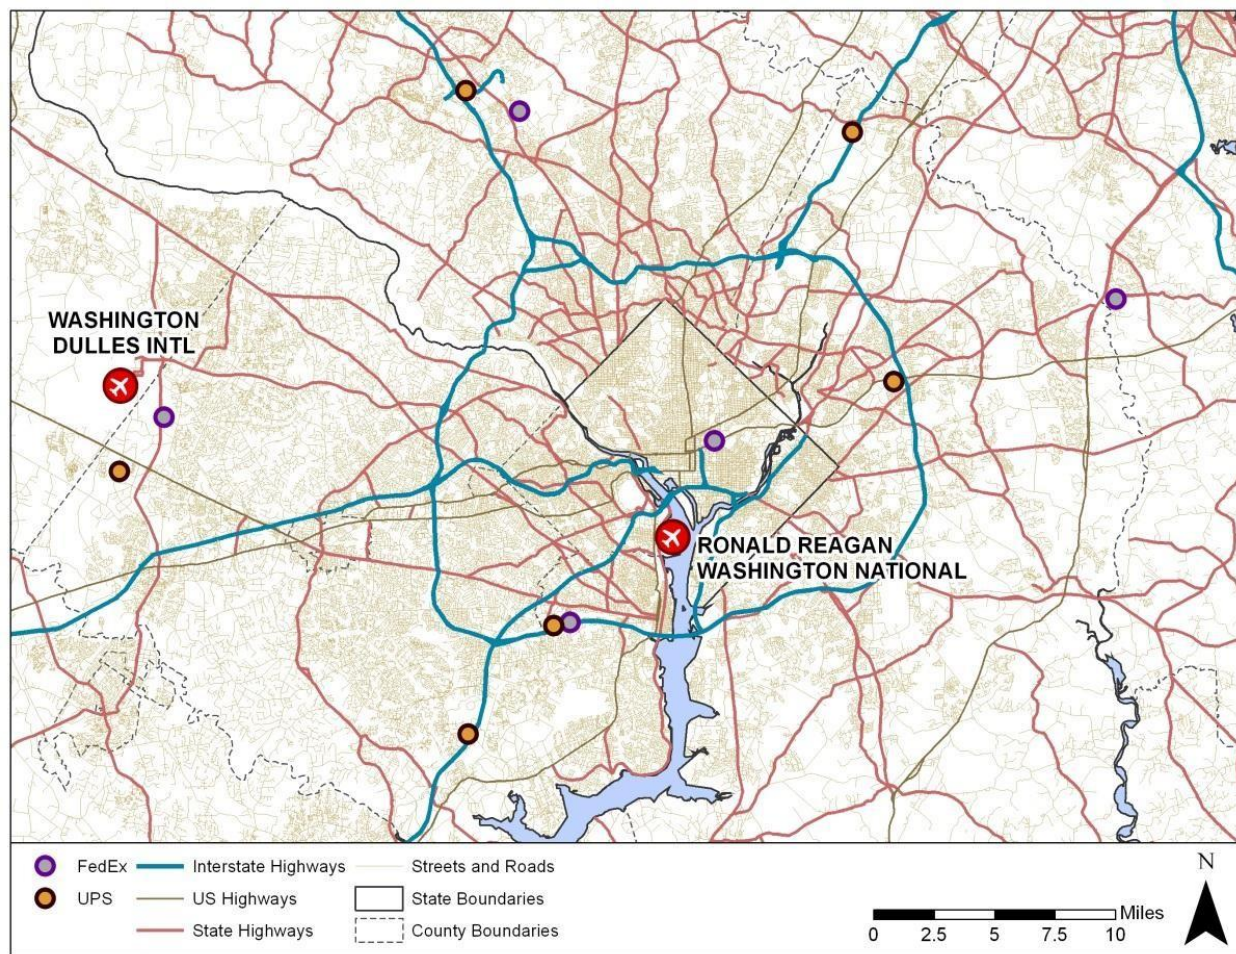 WASHINGTON
DULLES INTL
RONALD REAGAN
WASHINGTON NATIONAL
FedEx
Interstate Highways
Streets and Roads
UPS
US Highways
State Boundaries
State Highways
County Boundaries
N
Miles
0 2.5 5 7.5 10